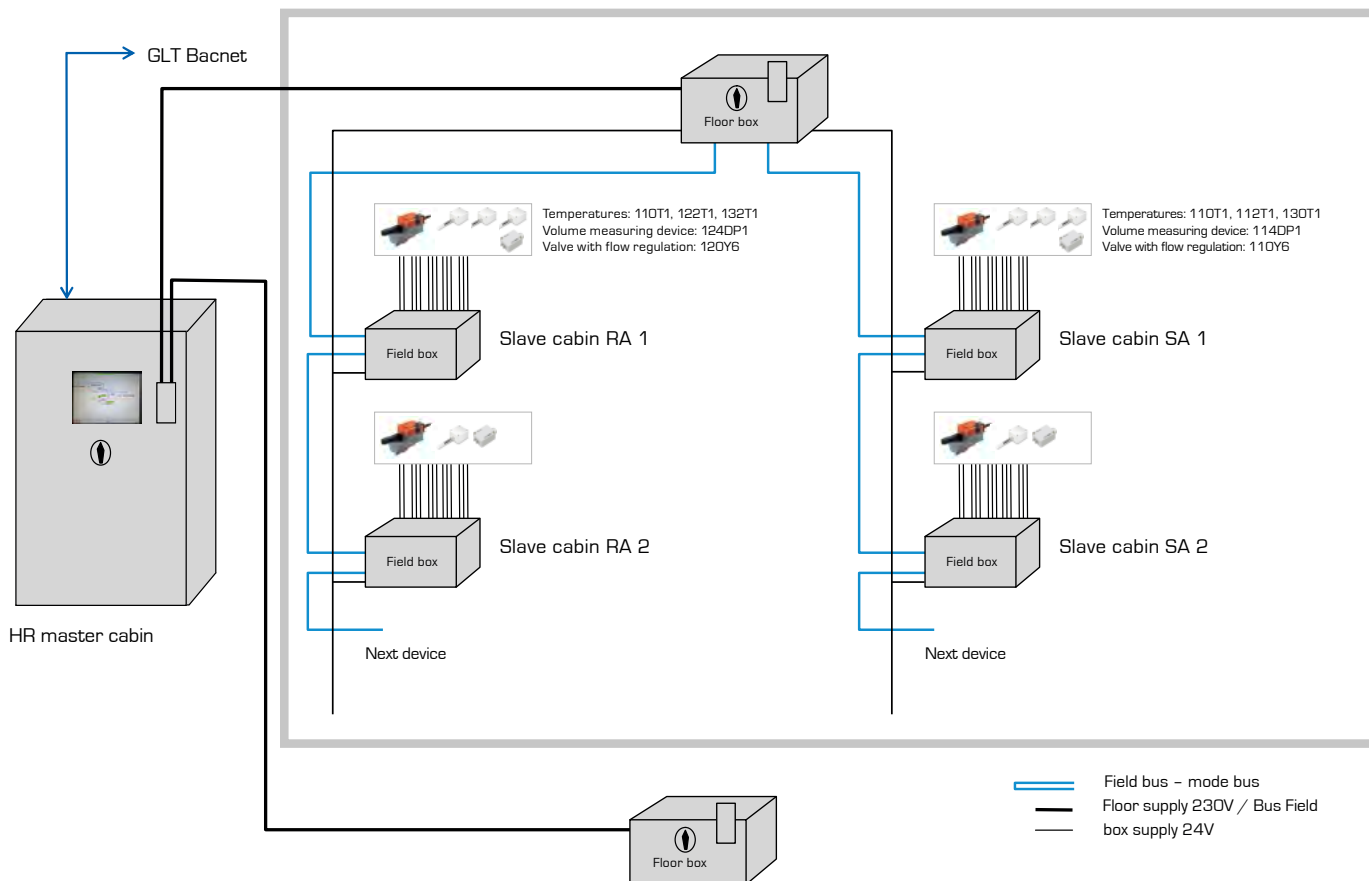 GLT Bacnet
Floor box
Temperatures: 110T1, 122T1, 132T1
Volume measuring device: 124DP1
Valve with flow regulation: 120Y6
Temperatures: 110T1, 112T1, 130T1
Volume measuring device: 114DP1
Valve with flow regulation: 110Y6
Field box
Slave cabin RA 1
Field box
Slave cabin SA 1
Field box
Slave cabin RA 2
Field box
Slave cabin SA 2
HR master cabin
Next device
Next device
Field bus – mode bus
Floor supply 230V / Bus Field
box supply 24V
Floor box